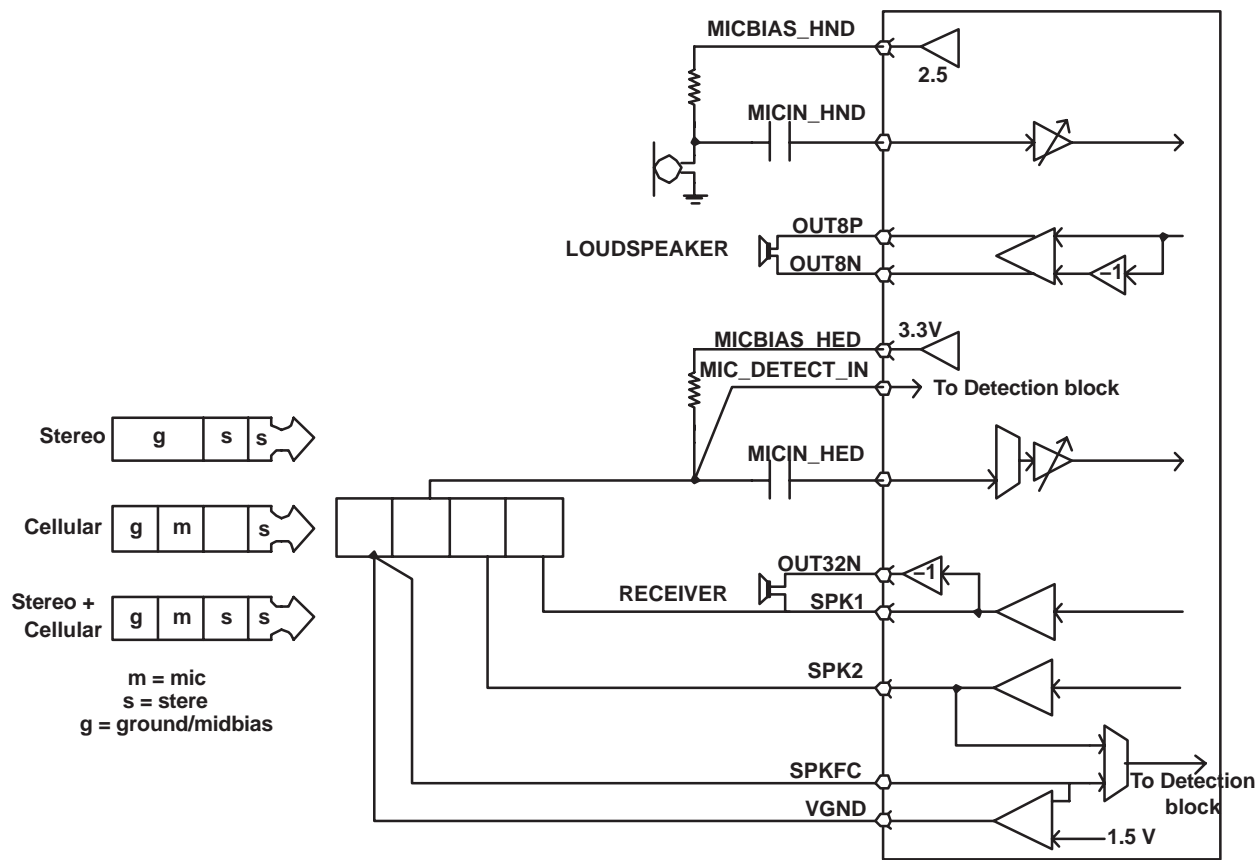 MICBIAS_HND
2.5
MICIN_HND
OUT8P
LOUDSPEAKER
OUT8N
−1
MICBIAS_HED
3.3V
MIC_DETECT_IN
To Detection block
Stereo
g
s
s
MICIN_HED
Cellular
g
m
s
OUT32N
−1
RECEIVER
SPK1
Stereo +
Cellular
g
m
s
s
SPK2
m = mic
s = stere
g = ground/midbias
SPKFC
To Detection
block
VGND
1.5 V